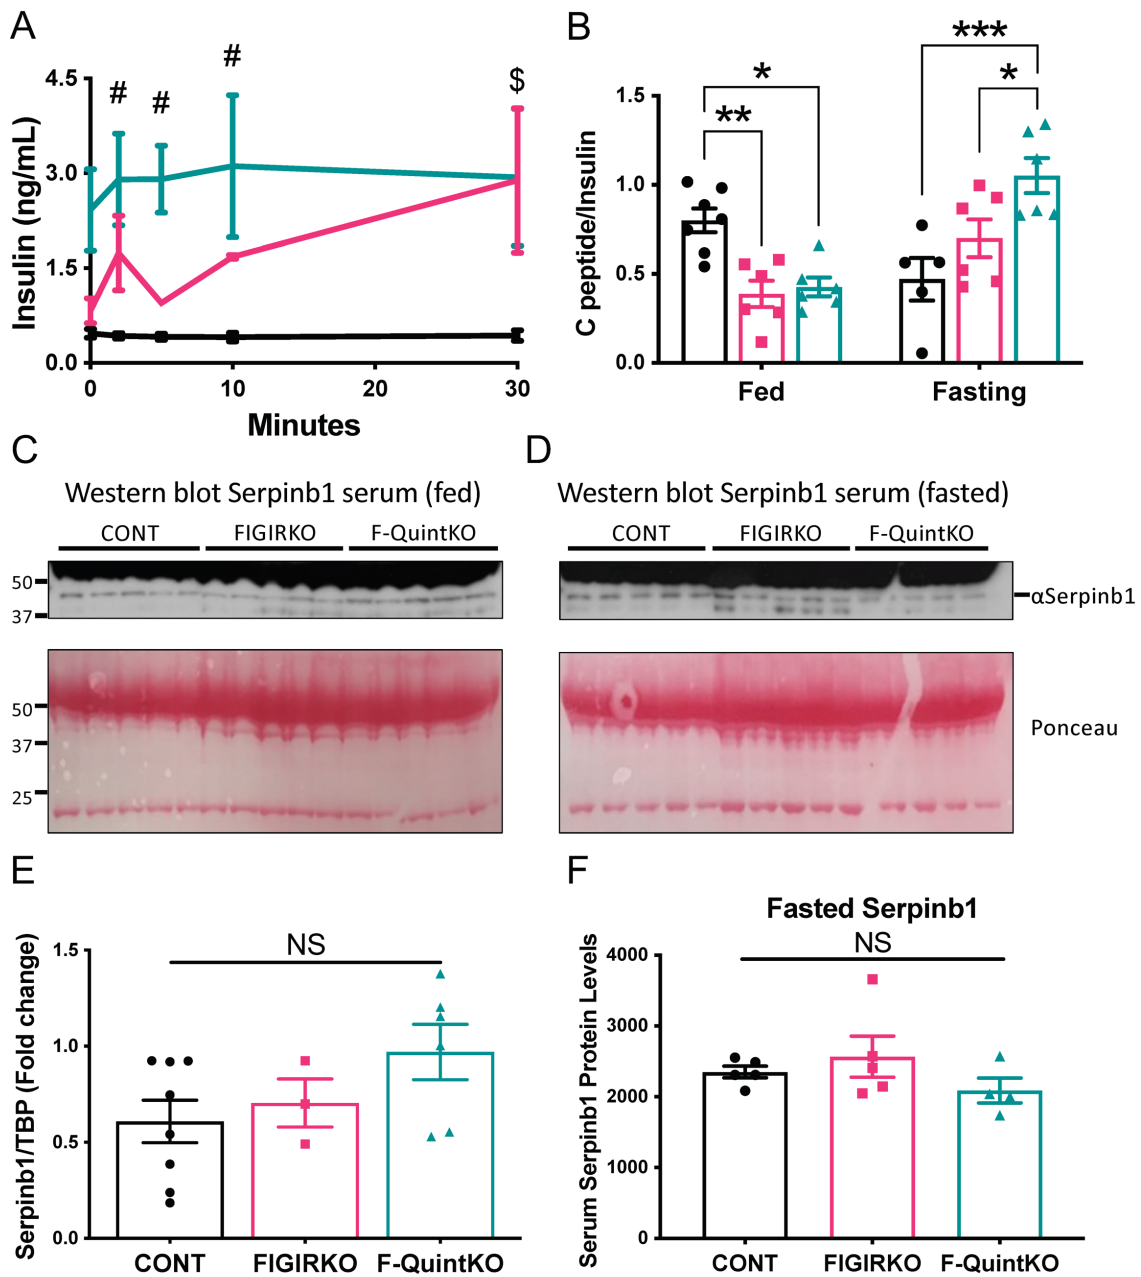 A
B
# # # $
4.5
3.0
1.5
0.0
Insulin (ng/mL)
0 10 20 30
Minutes
*** 
* *
**
1.5
1.0
0.5
0.0
C peptide/Insulin
Fed Fasting
C
D
Western blot Serpinb1 serum (fed)
CONT FIGIRKO F-QuintKO
50
37
50
37
25
Western blot Serpinb1 serum (fasted)
CONT FIGIRKO F-QuintKO
αSerpinb1
Ponceau
E
NS
1.5
1.0
0.5
0.0
Serpinb1/TBP (Fold change)
CONT FIGIRKO F-QuintKO
F
Fasted Serpinb1
NS
4000
3000
2000
1000
0
Serum Serpinb1 Protein Levels
CONT FIGIRKO F-QuintKO